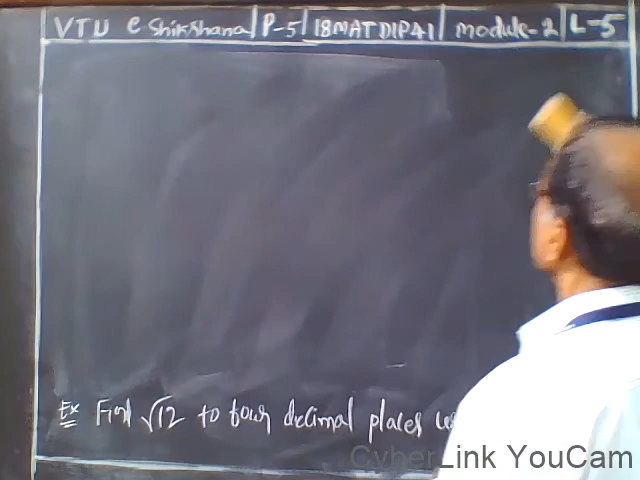 VTU e Shikshana | P-5 | 18MATDIP41 | Module-2 | L-5
Ex Find √12 to four decimal places
CyberLink YouCam